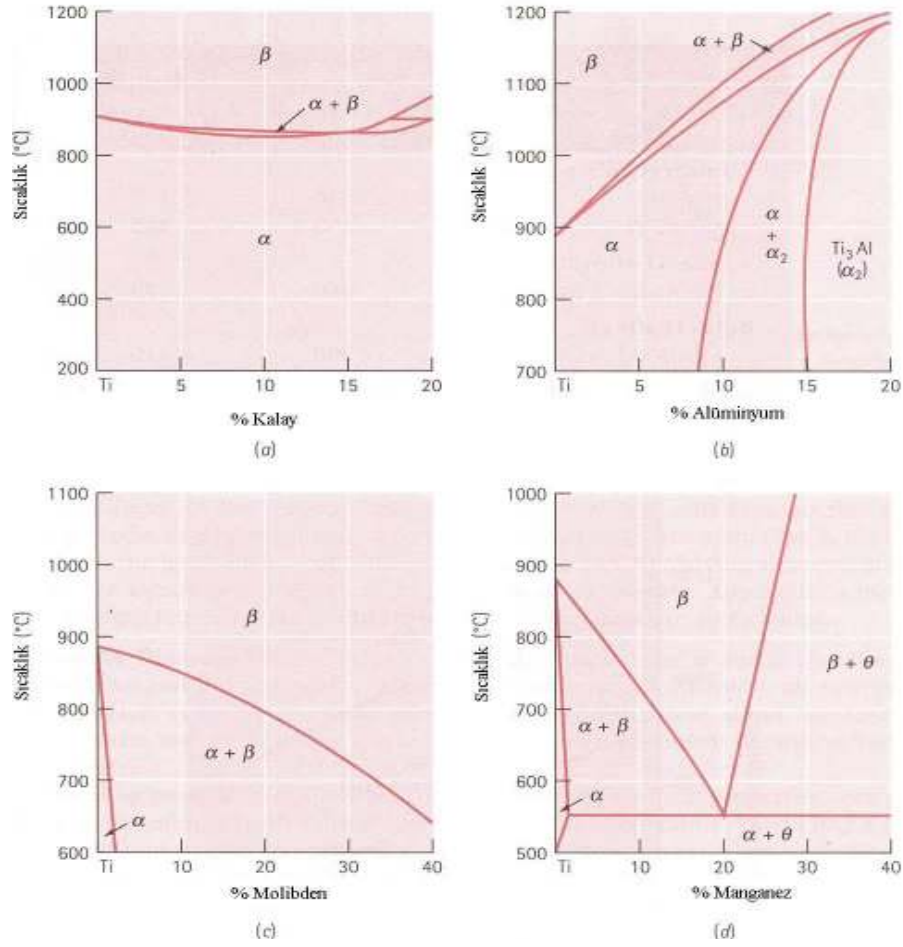 1200
1000
800
600
400
200
Sıcaklık (°C)
β
α + β
α
Ti
5
10
15
20
% Kalay
(a)
1200
1100
1000
900
800
700
Sıcaklık (°C)
α + β
β
α
α
+
α₂
Ti₃ Al
(α₂)
Ti
5
10
15
20
% Alüminyum
(b)
1100
1000
900
800
700
600
Sıcaklık (°C)
β
α + β
α
10
20
30
40
Ti
% Molibden
(c)
1000
900
800
700
600
500
Sıcaklık (°C)
β
β + θ
α + β
α
α + θ
Ti
10
20
30
40
% Manganez
(d)